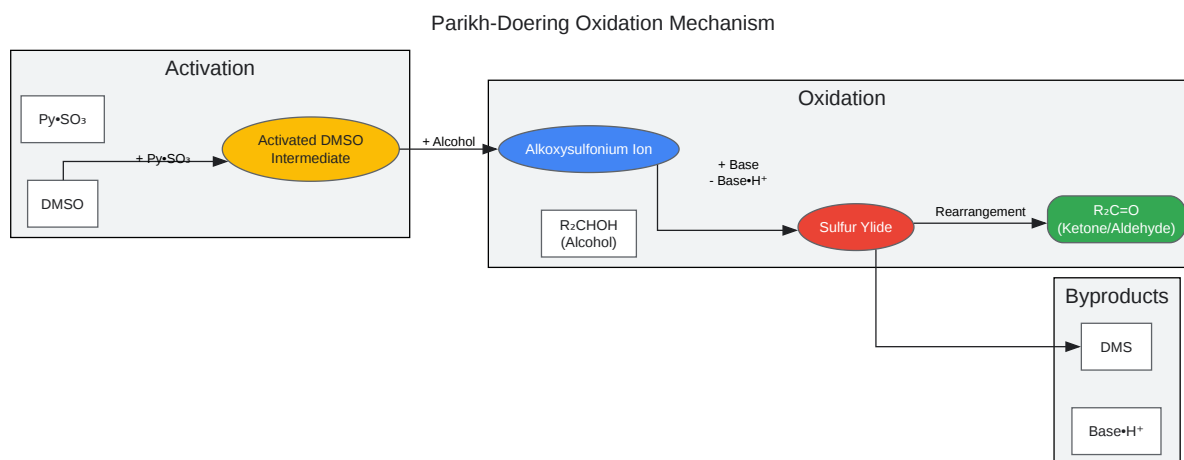 Parikh-Doering Oxidation Mechanism
Activation
Py•SO₃
+ Py•SO₃
DMSO
Activated DMSO
Intermediate
+ Alcohol
Oxidation
Alkoxysulfonium Ion
R₂CHOH
(Alcohol)
+ Base
- Base•H⁺
Sulfur Ylide
Rearrangement
R₂C=O
(Ketone/Aldehyde)
Byproducts
DMS
Base•H⁺